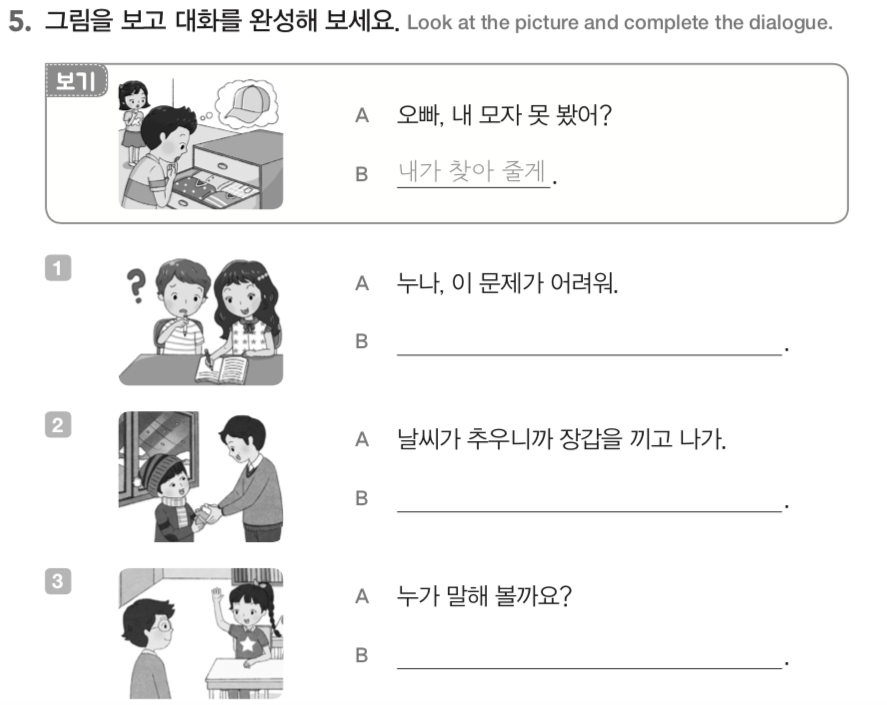 5. 그림을 보고 대화를 완성해 보세요. Look at the picture and complete the dialogue.
보기
A 오빠, 내 모자 못 봤어?
B 내가 찾아 줄게.
1
?
A 누나, 이 문제가 어려워.
B .
2
A 날씨가 추우니까 장갑을 끼고 나가.
B .
3
A 누가 말해 볼까요?
B .